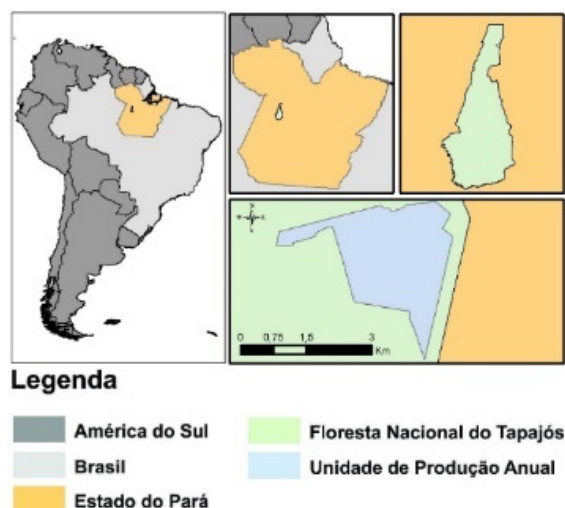 0 0,75 1,5 3
Km
Legenda
América do Sul
Brasil
Estado do Pará
Floresta Nacional do Tapajós
Unidade de Produção Anual